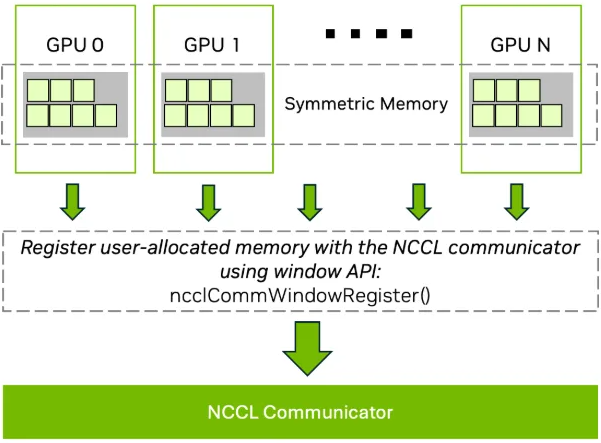 GPU 0
GPU 1
GPU N
Symmetric Memory
Register user-allocated memory with the NCCL communicator
using window API:
ncclCommWindowRegister()
NCCL Communicator